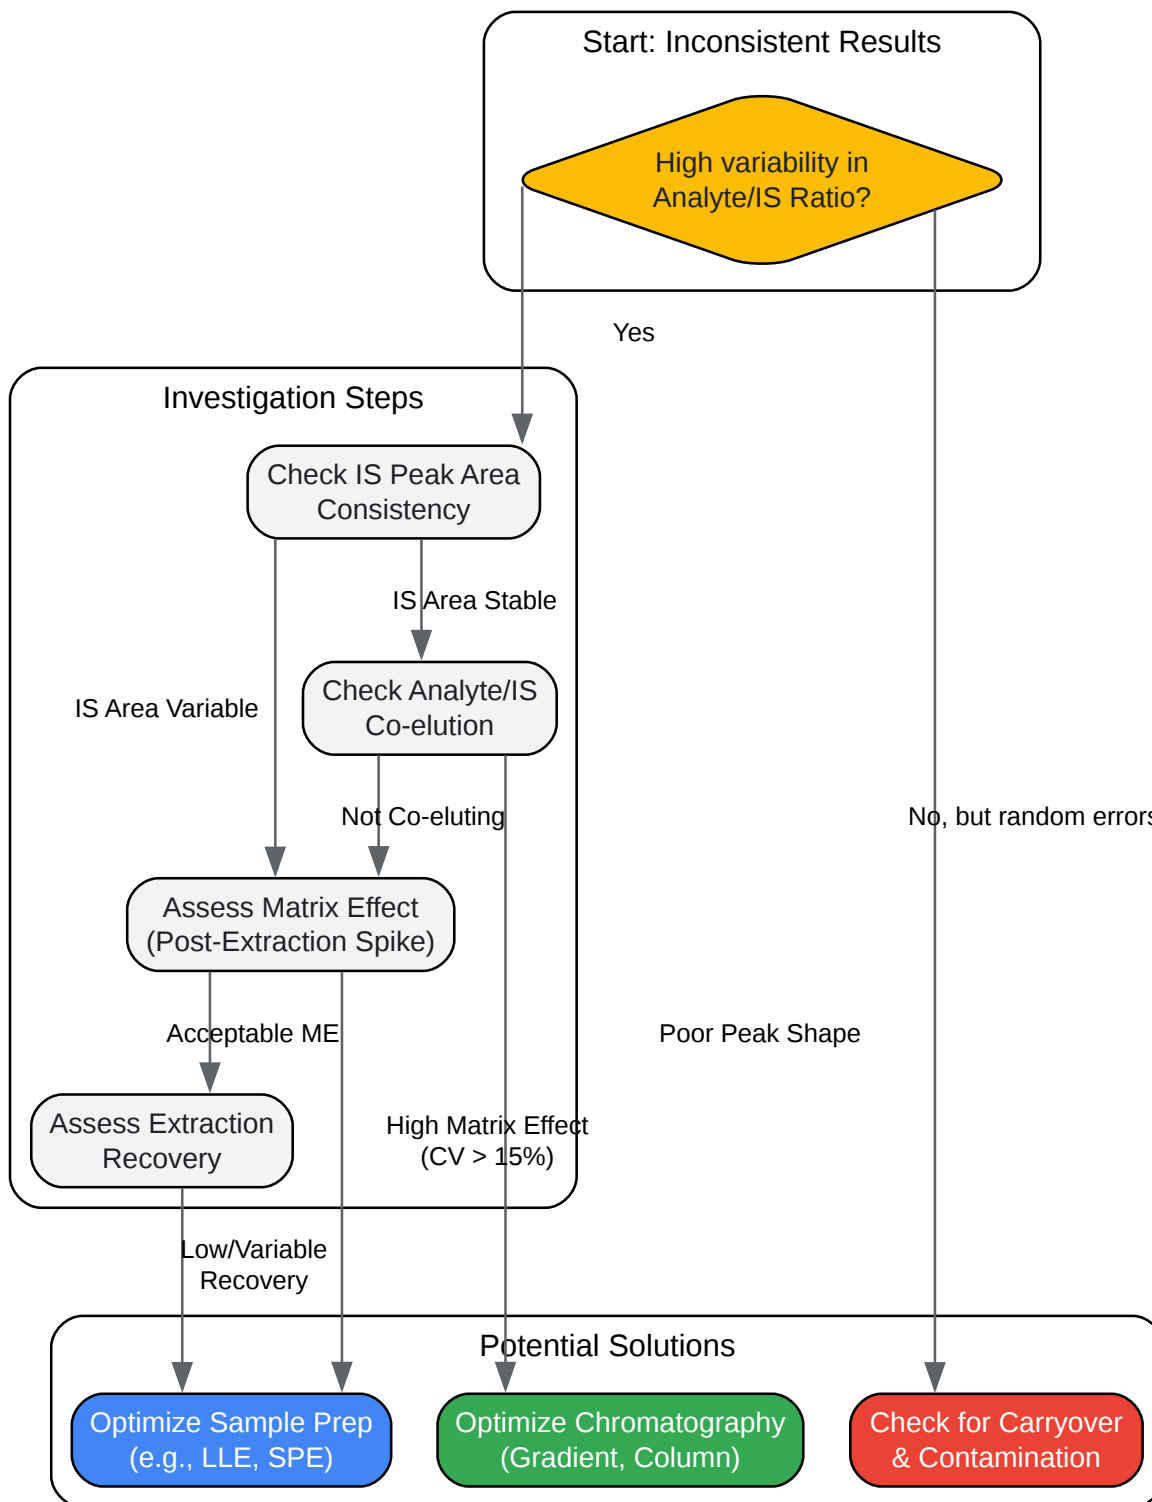 Start: Inconsistent Results
High variability in
Analyte/IS Ratio?
Yes
Investigation Steps
Check IS Peak Area
Consistency
IS Area Stable
Check Analyte/IS
Co-elution
IS Area Variable
Not Co-eluting
No, but random errors
Assess Matrix Effect
(Post-Extraction Spike)
Acceptable ME
Poor Peak Shape
Assess Extraction
Recovery
High Matrix Effect
(CV > 15%)
Low/Variable
Recovery
Potential Solutions
Optimize Sample Prep
(e.g., LLE, SPE)
Optimize Chromatography
(Gradient, Column)
Check for Carryover
& Contamination